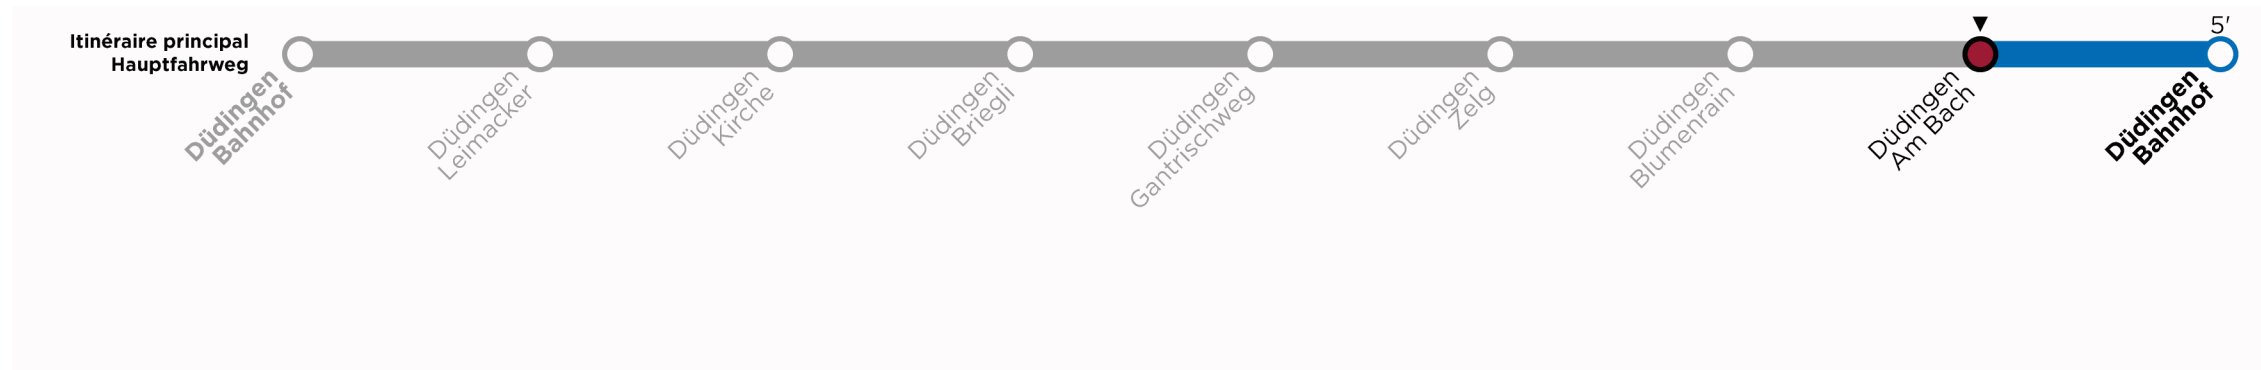 5'
Itinéraire principal
Hauptfahrweg
Düdingen
Bahnhof
Düdingen
Leimacker
Düdingen
Kirche
Düdingen
Briegli
Düdingen
Gantrischweg
Düdingen
Zelg
Düdingen
Blumenrain
Düdingen
Am Bach
Düdingen
Bahnhof